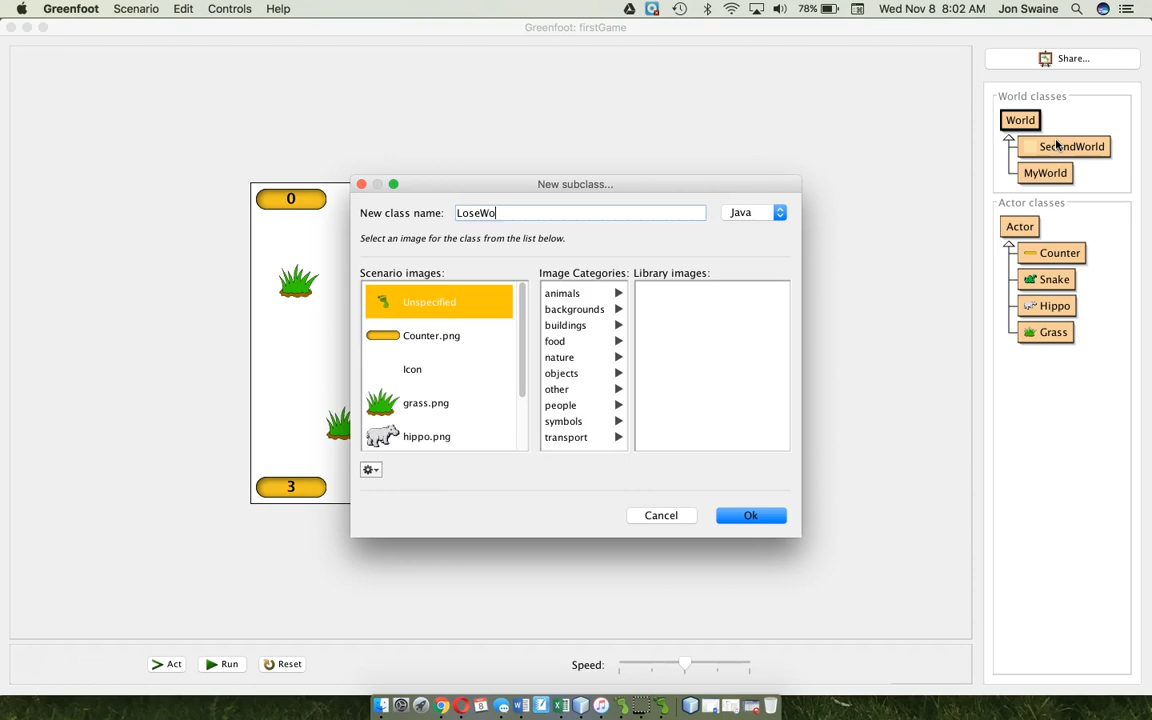 Greenfoot Scenario Edit Controls Help 78% Wed Nov 8 8:02 AM Jon Swaine
Greenfoot: firstGame
Share...
World classes
World
SecondWorld
MyWorld
Actor classes
Actor
Counter
Snake
Hippo
Grass
0
3
New subclass...
New class name: LoseWo Java
Select an image for the class from the list below.
Scenario images: Image Categories: Library images:
Unspecified
Counter.png
Icon
grass.png
hippo.png
animals
backgrounds
buildings
food
nature
objects
other
people
symbols
transport
Cancel Ok
Act Run Reset Speed: